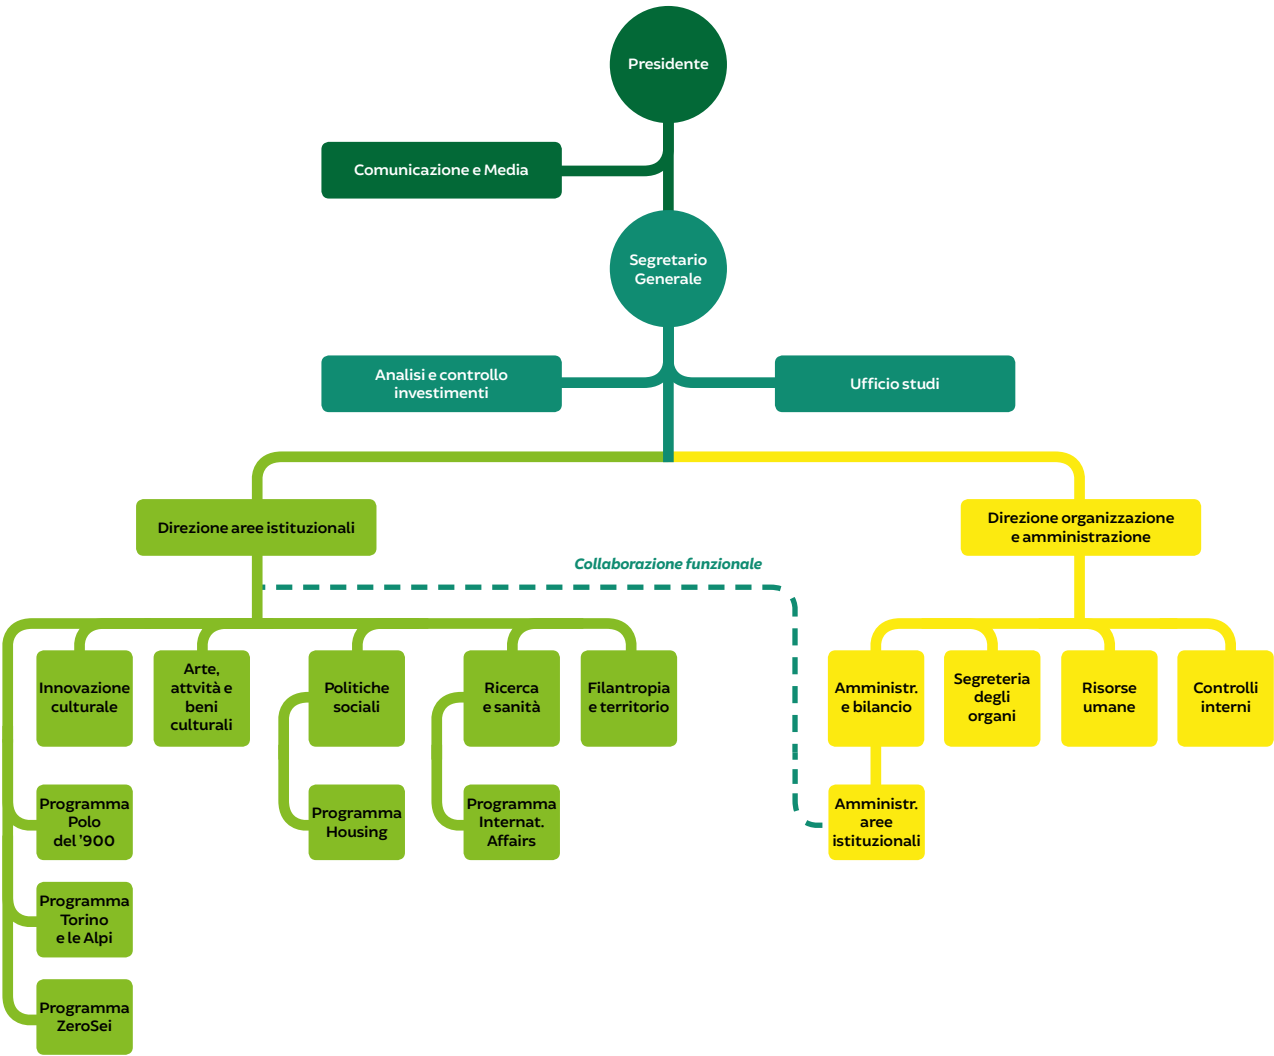 Presidente
Comunicazione e Media
Segretario
Generale
Analisi e controllo
investimenti
Ufficio studi
Direzione aree istituzionali
Direzione organizzazione
e amministrazione
Collaborazione funzionale
Innovazione
culturale
Arte,
attvità e
beni
culturali
Politiche
sociali
Ricerca
e sanità
Filantropia
e territorio
Amministr.
e bilancio
Segreteria
degli
organi
Risorse
umane
Controlli
interni
Programma
Polo
del '900
Programma
Housing
Programma
Internat.
Affairs
Amministr.
aree
istituzionali
Programma
Torino
e le Alpi
Programma
ZeroSei